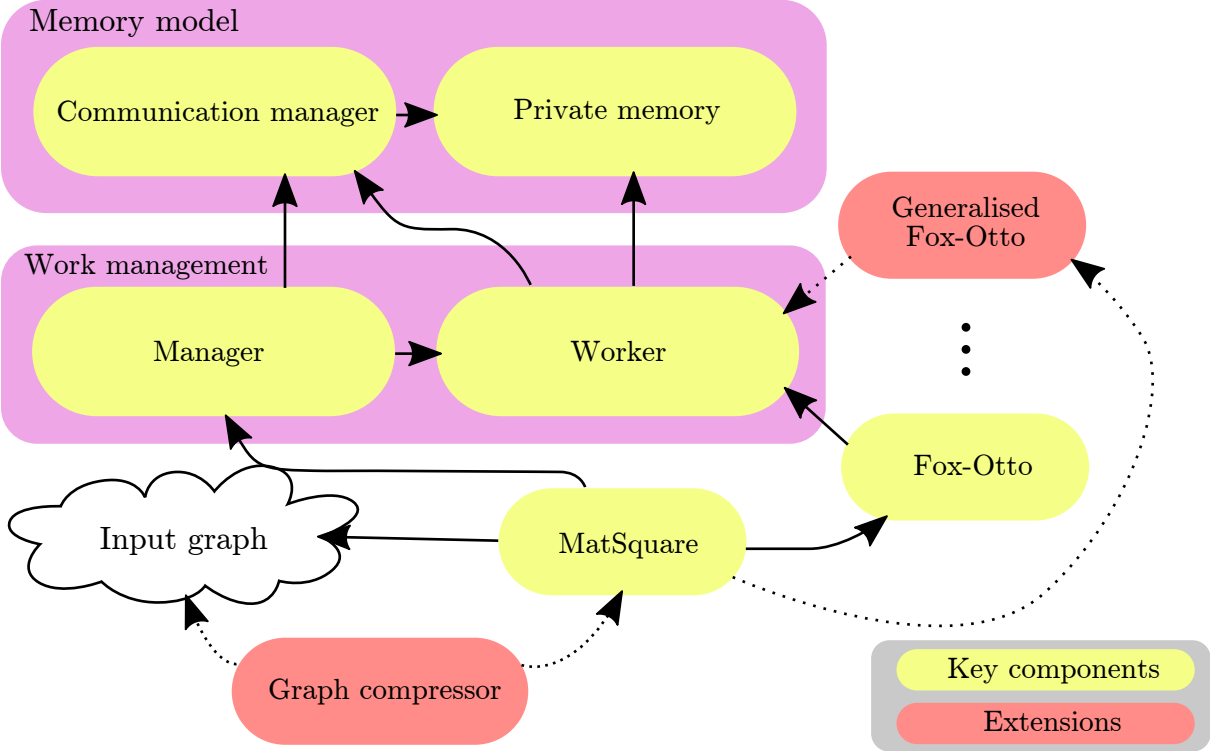 Memory model
Communication manager
Private memory
Generalised
Fox-Otto
Work management
Manager
Worker
Fox-Otto
Input graph
MatSquare
Graph compressor
Key components
Extensions